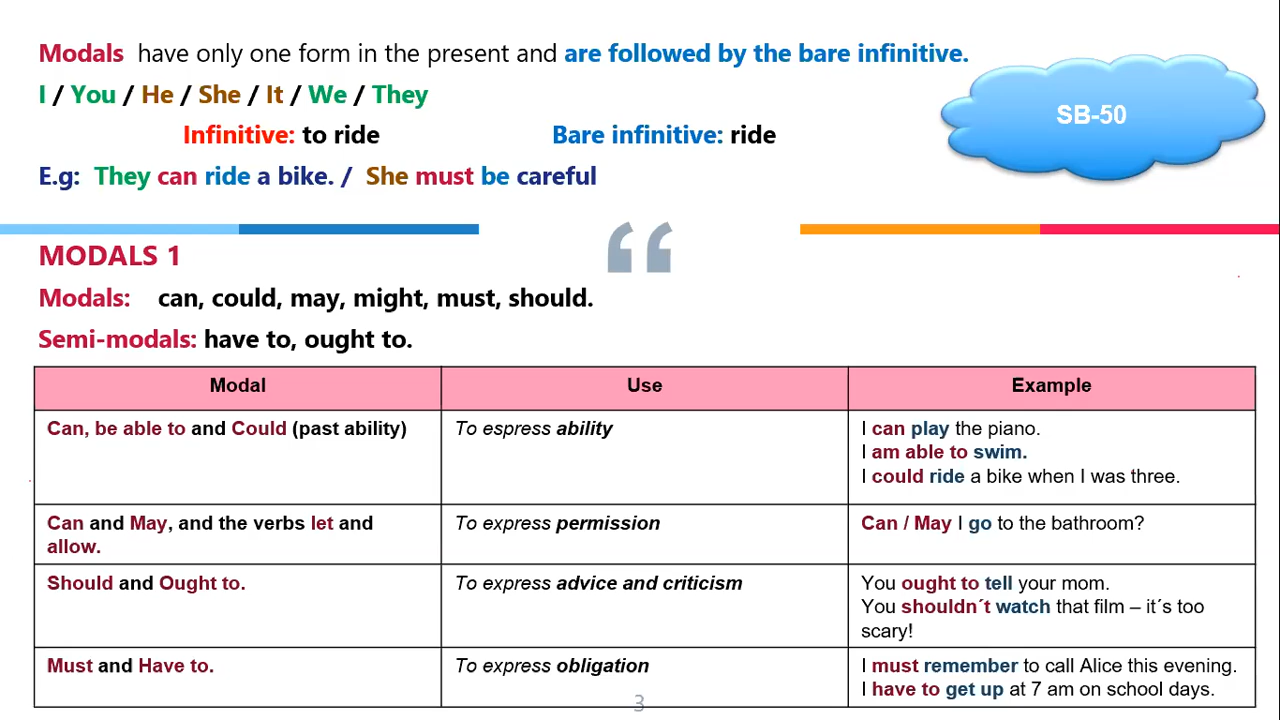 Modals have only one form in the present and are followed by the bare infinitive.
I / You / He / She / It / We / They
Infinitive: to ride Bare infinitive: ride
E.g: They can ride a bike. / She must be careful
SB-50
“
MODALS 1
Modals: can, could, may, might, must, should.
Semi-modals: have to, ought to.
Modal Use Example
Can, be able to and Could (past ability) To espress ability I can play the piano.
I am able to swim.
I could ride a bike when I was three.
Can and May, and the verbs let and To express permission Can / May I go to the bathroom?
allow.
Should and Ought to. To express advice and criticism You ought to tell your mom.
You shouldn´t watch that film – it´s too
scary!
Must and Have to. To express obligation I must remember to call Alice this evening.
I have to get up at 7 am on school days.
3